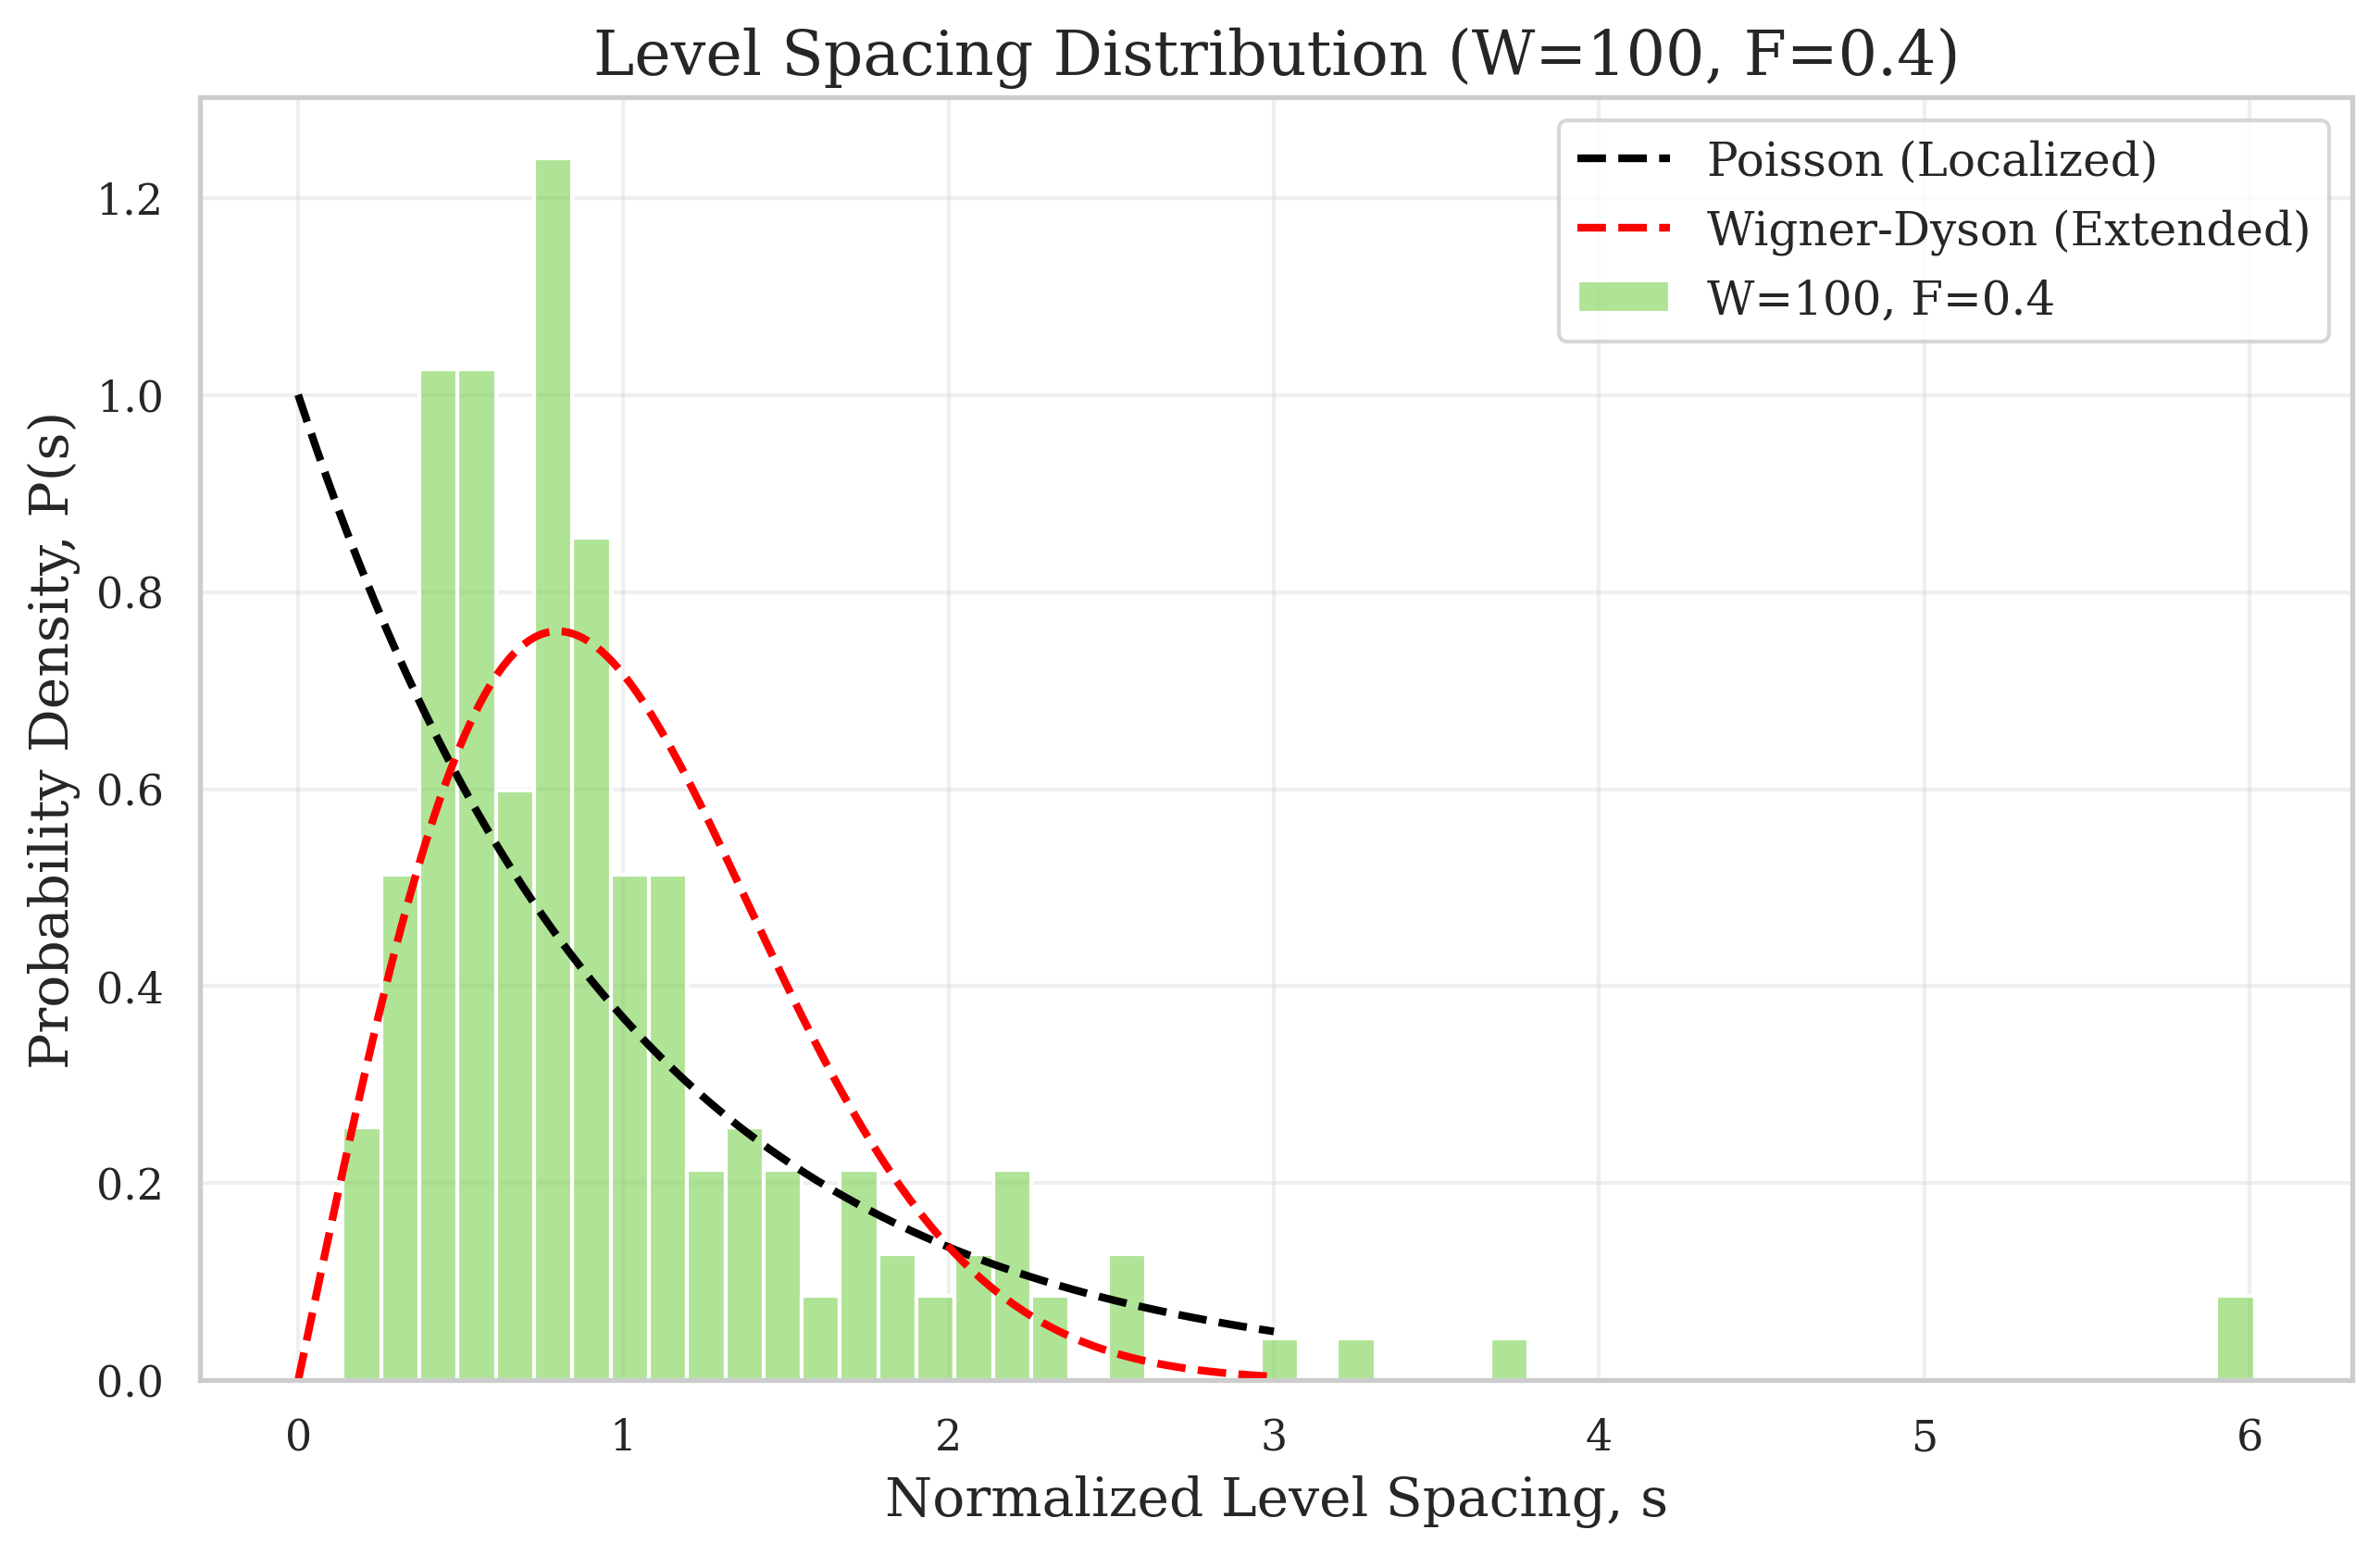 Level Spacing Distribution (W=100, F=0.4)
Poisson (Localized)
Wigner-Dyson (Extended)
W=100, F=0.4
Probability Density, P(s)
1.2
1.0
0.8
0.6
0.4
0.2
0.0
0 1 2 3 4 5 6
Normalized Level Spacing, s